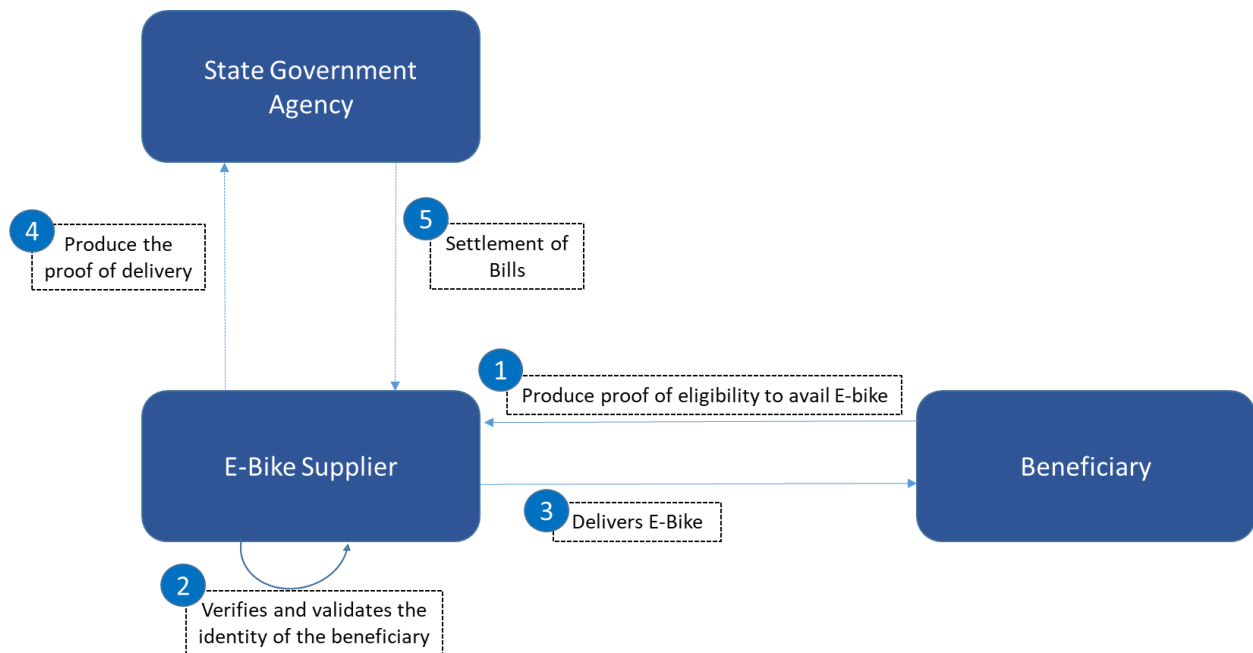 State Government
Agency
4
Produce the
proof of delivery
5
Settlement of
Bills
1
Produce proof of eligibility to avail E-bike
E-Bike Supplier
Beneficiary
3
Delivers E-Bike
2
Verifies and validates the
identity of the beneficiary